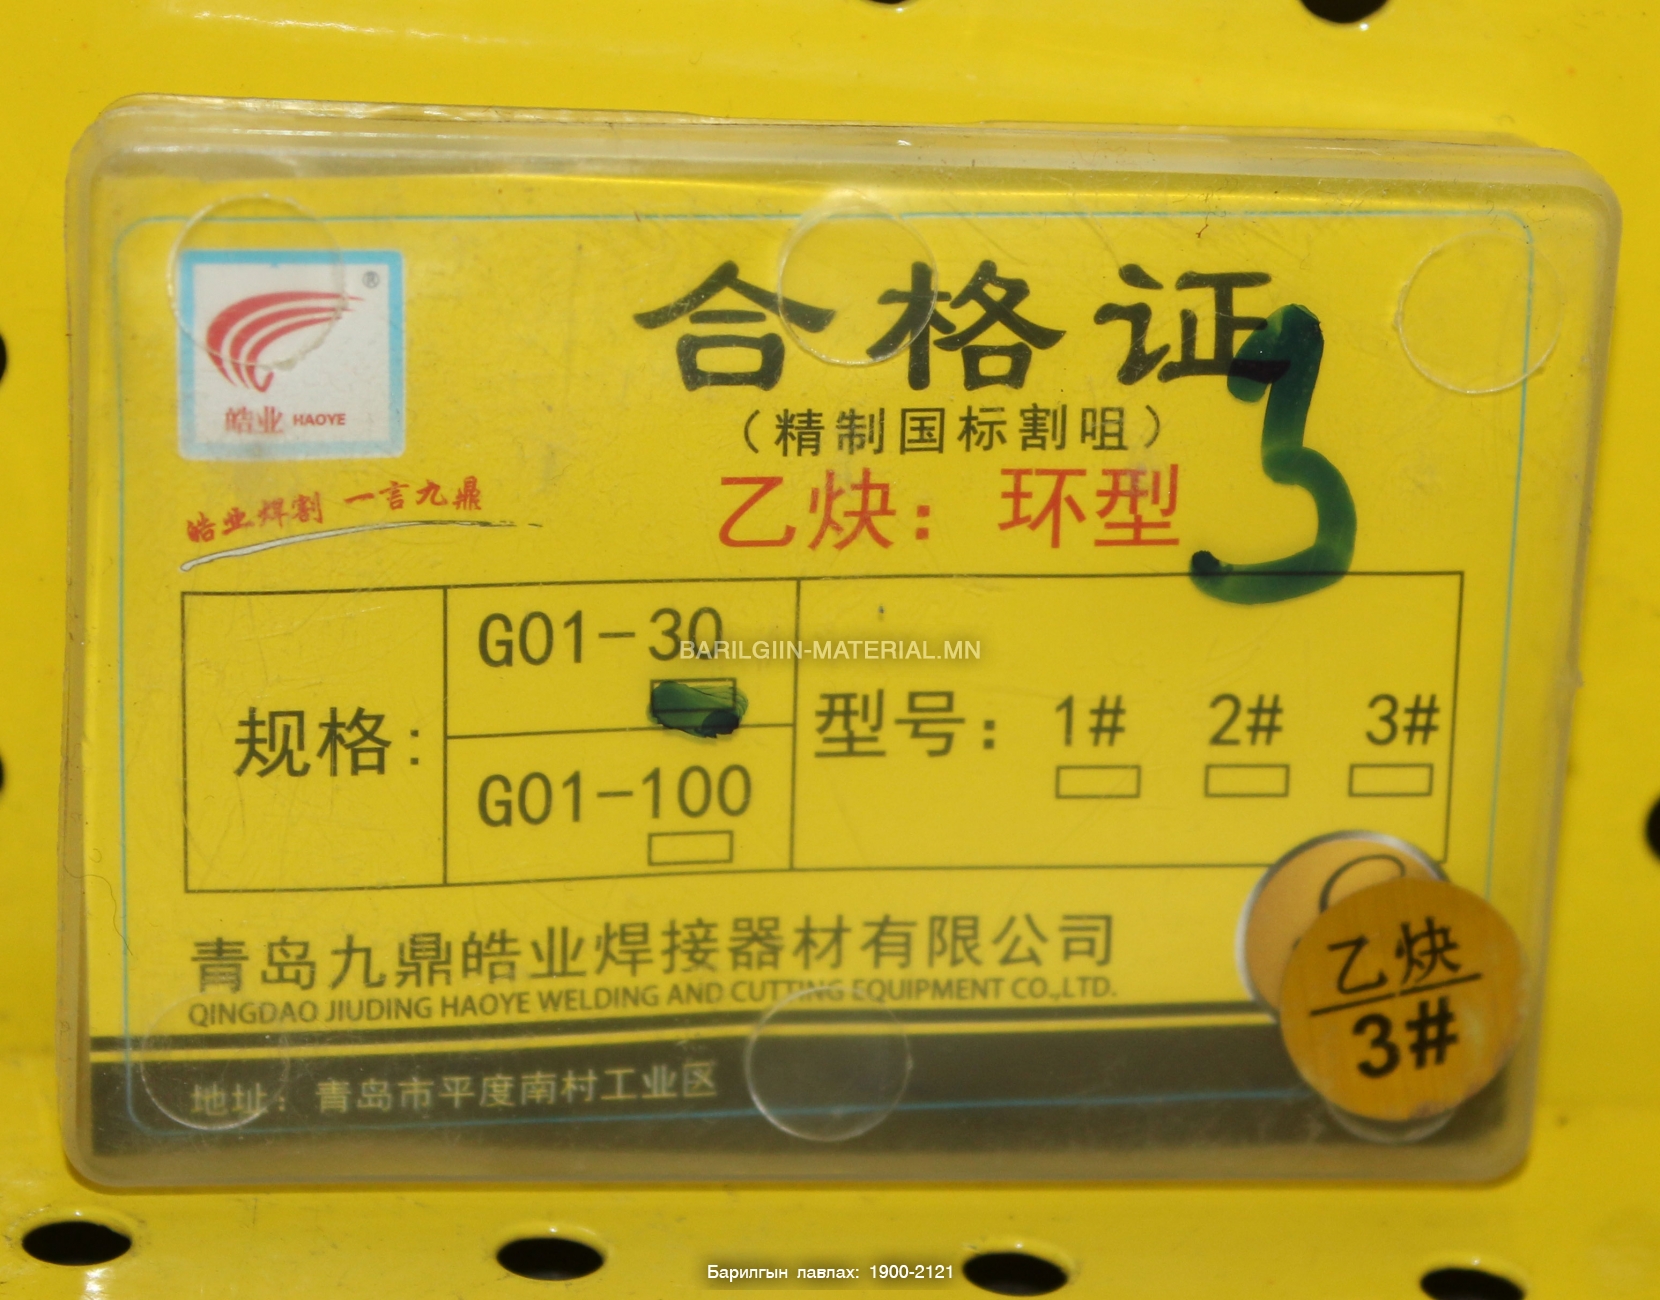 合格证
®
皓业 HAOYE
（精制国标割咀）
3
皓业焊割 一言九鼎
乙炔：环型
规格：
G01-30
G01-100
型号：1# 2# 3#
BARILGIIN-MATERIAL.MN
青岛九鼎皓业焊接器材有限公司
QINGDAO JIUDING HAOYE WELDING AND CUTTING EQUIPMENT CO.,LTD.
乙炔
3#
地址：青岛市平度南村工业区
Барилгын лавлах: 1900-2121